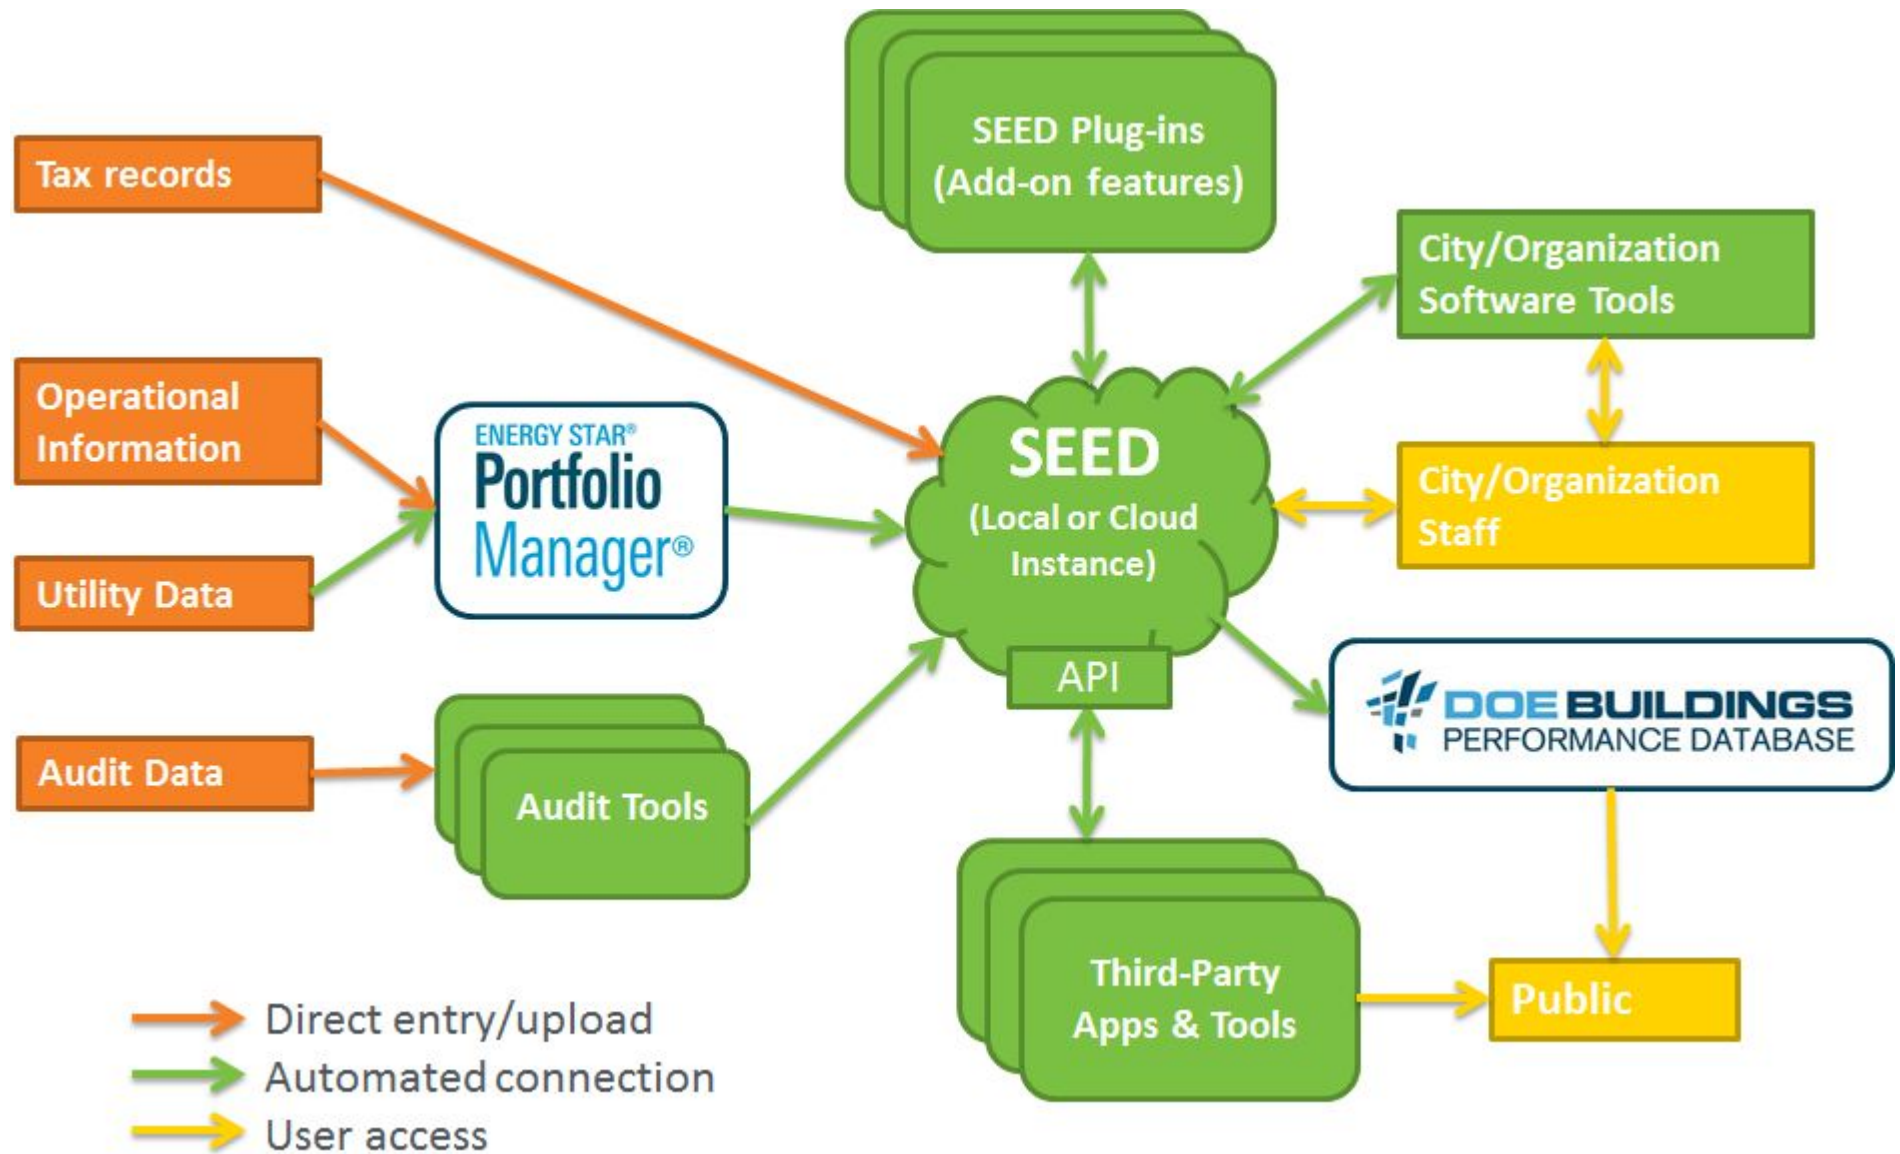 SEED Plug-ins
(Add-on features)
Tax records
City/Organization
Software Tools
Operational
Information
ENERGY STAR®
Portfolio
Manager®
SEED
(Local or Cloud
Instance)
City/Organization
Staff
Utility Data
API
DOE BUILDINGS
PERFORMANCE DATABASE
Audit Data
Audit Tools
Third-Party
Apps & Tools
Public
Direct entry/upload
Automated connection
User access